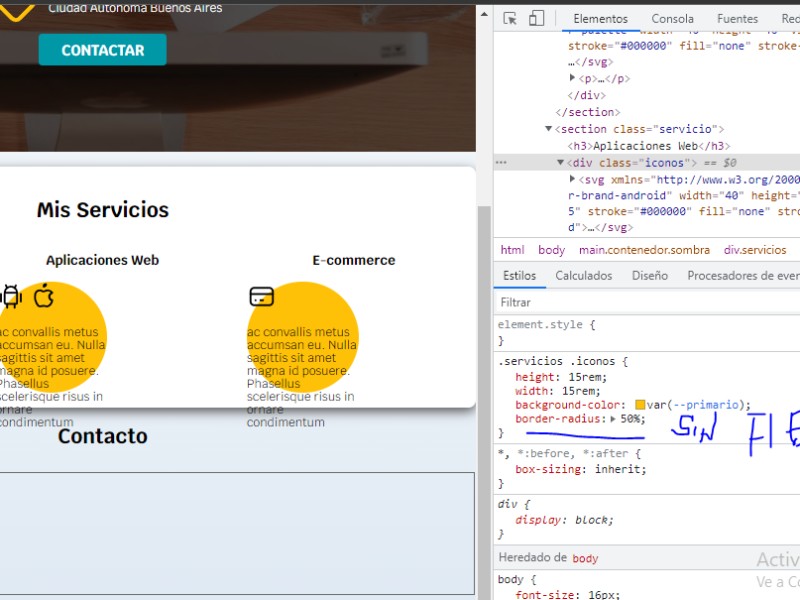 Ciudad Autónoma Buenos Aires
CONTACTAR
Mis Servicios
Aplicaciones Web
E-commerce
ac convallis metus
accumsan eu. Nulla
sagittis sit amet
magna id posuere.
Phasellus
scelerisque risus in
ornare
condimentum
ac convallis metus
accumsan eu. Nulla
sagittis sit amet
magna id posuere.
Phasellus
scelerisque risus in
ornare
condimentum
Contacto
Elementos Consola Fuentes Red
stroke="#000000" fill="none" stroke-
…</svg>
<p>…</p>
</div>
</section>
<section class="servicio">
<h3>Aplicaciones Web</h3>
<div class="iconos"> == $0
<svg xmlns="http://www.w3.org/2000
r-brand-android" width="40" height=
5" stroke="#000000" fill="none" stro
d">…</svg>
html body main.contenedor.sombra div.servicios
Estilos Calculados Diseño Procesadores de even
Filtrar
element.style {
}
.servicios .iconos {
height: 15rem;
width: 15rem;
background-color: var(--primario);
border-radius: 50%;
}
SIN FLE
*, *:before, *:after {
box-sizing: inherit;
}
div {
display: block;
}
Heredado de body
body {
font-size: 16px;
Activ
Ve a Co